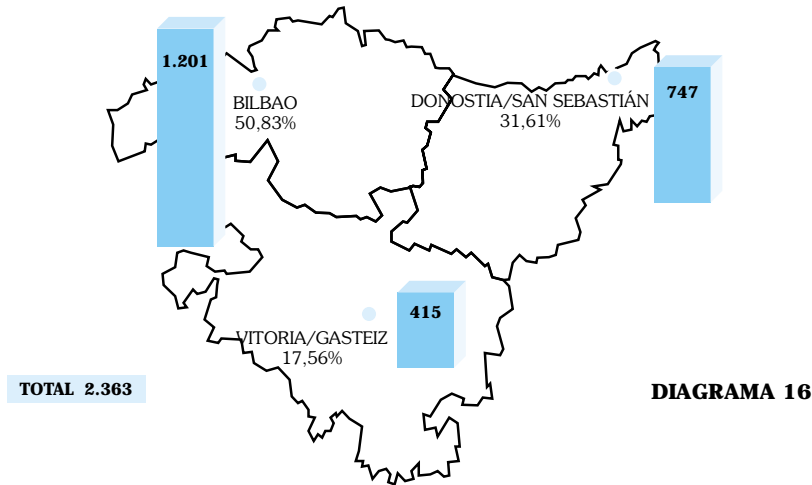 1.201
BILBAO
50,83%
DONOSTIA/SAN SEBASTIÁN
31,61%
747
415
VITORIA/GASTEIZ
17,56%
TOTAL 2.363
DIAGRAMA 16